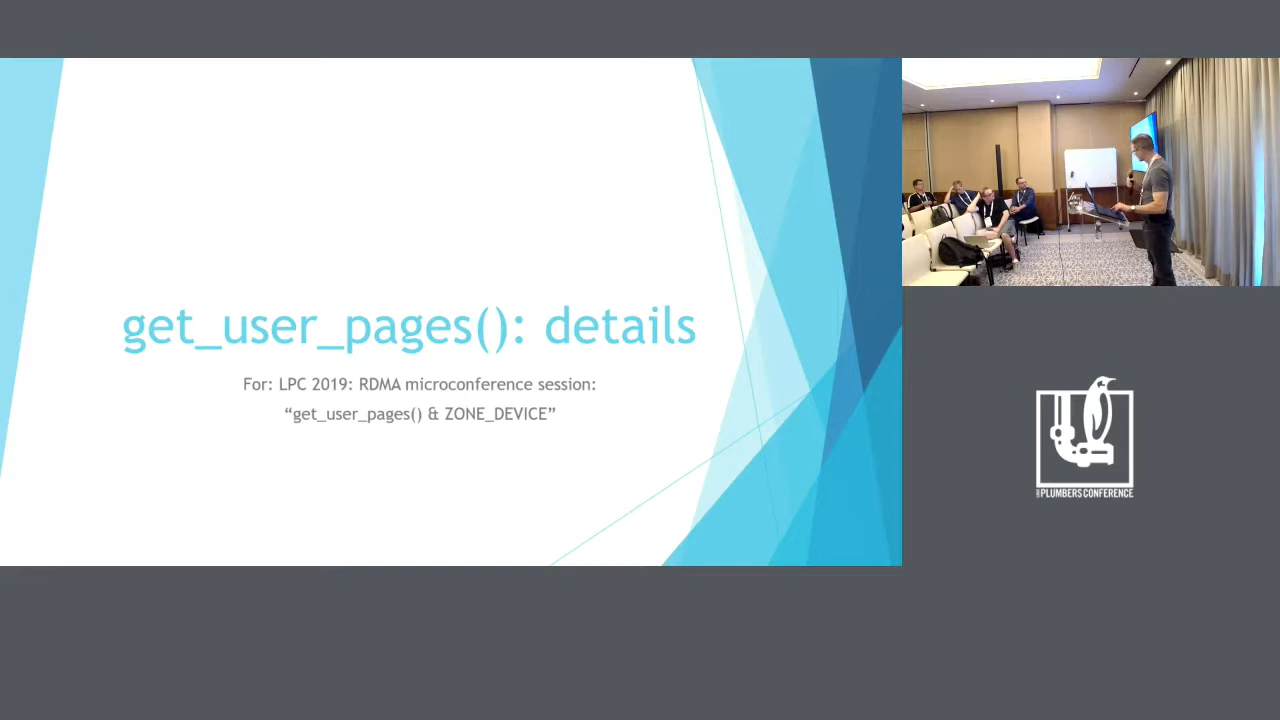 get_user_pages(): details
For: LPC 2019: RDMA microconference session:
“get_user_pages() & ZONE_DEVICE”
PLUMBERS CONFERENCE